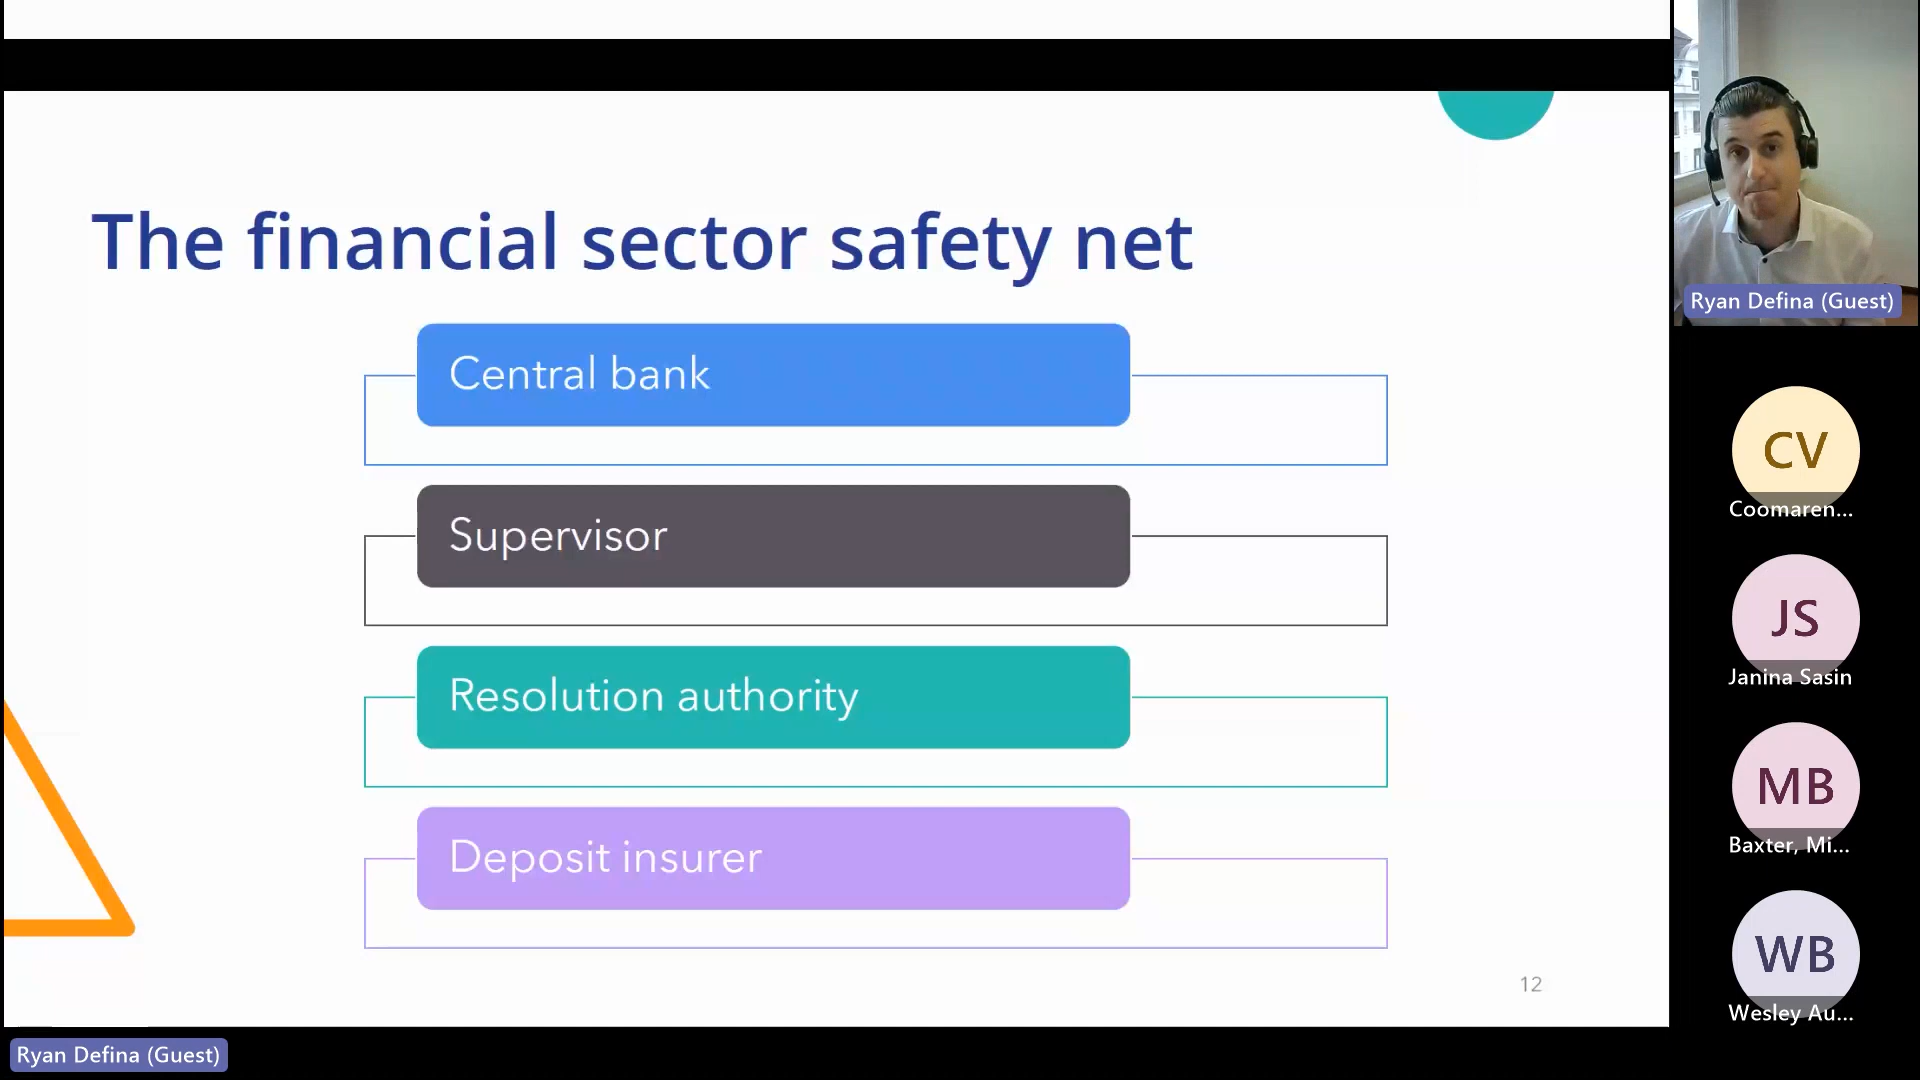 The financial sector safety net
Central bank
Supervisor
Resolution authority
Deposit insurer
12
Ryan Defina (Guest)
Ryan Defina (Guest)
CV
Coomaren...
JS
Janina Sasin
MB
Baxter, Mi...
WB
Wesley Au...